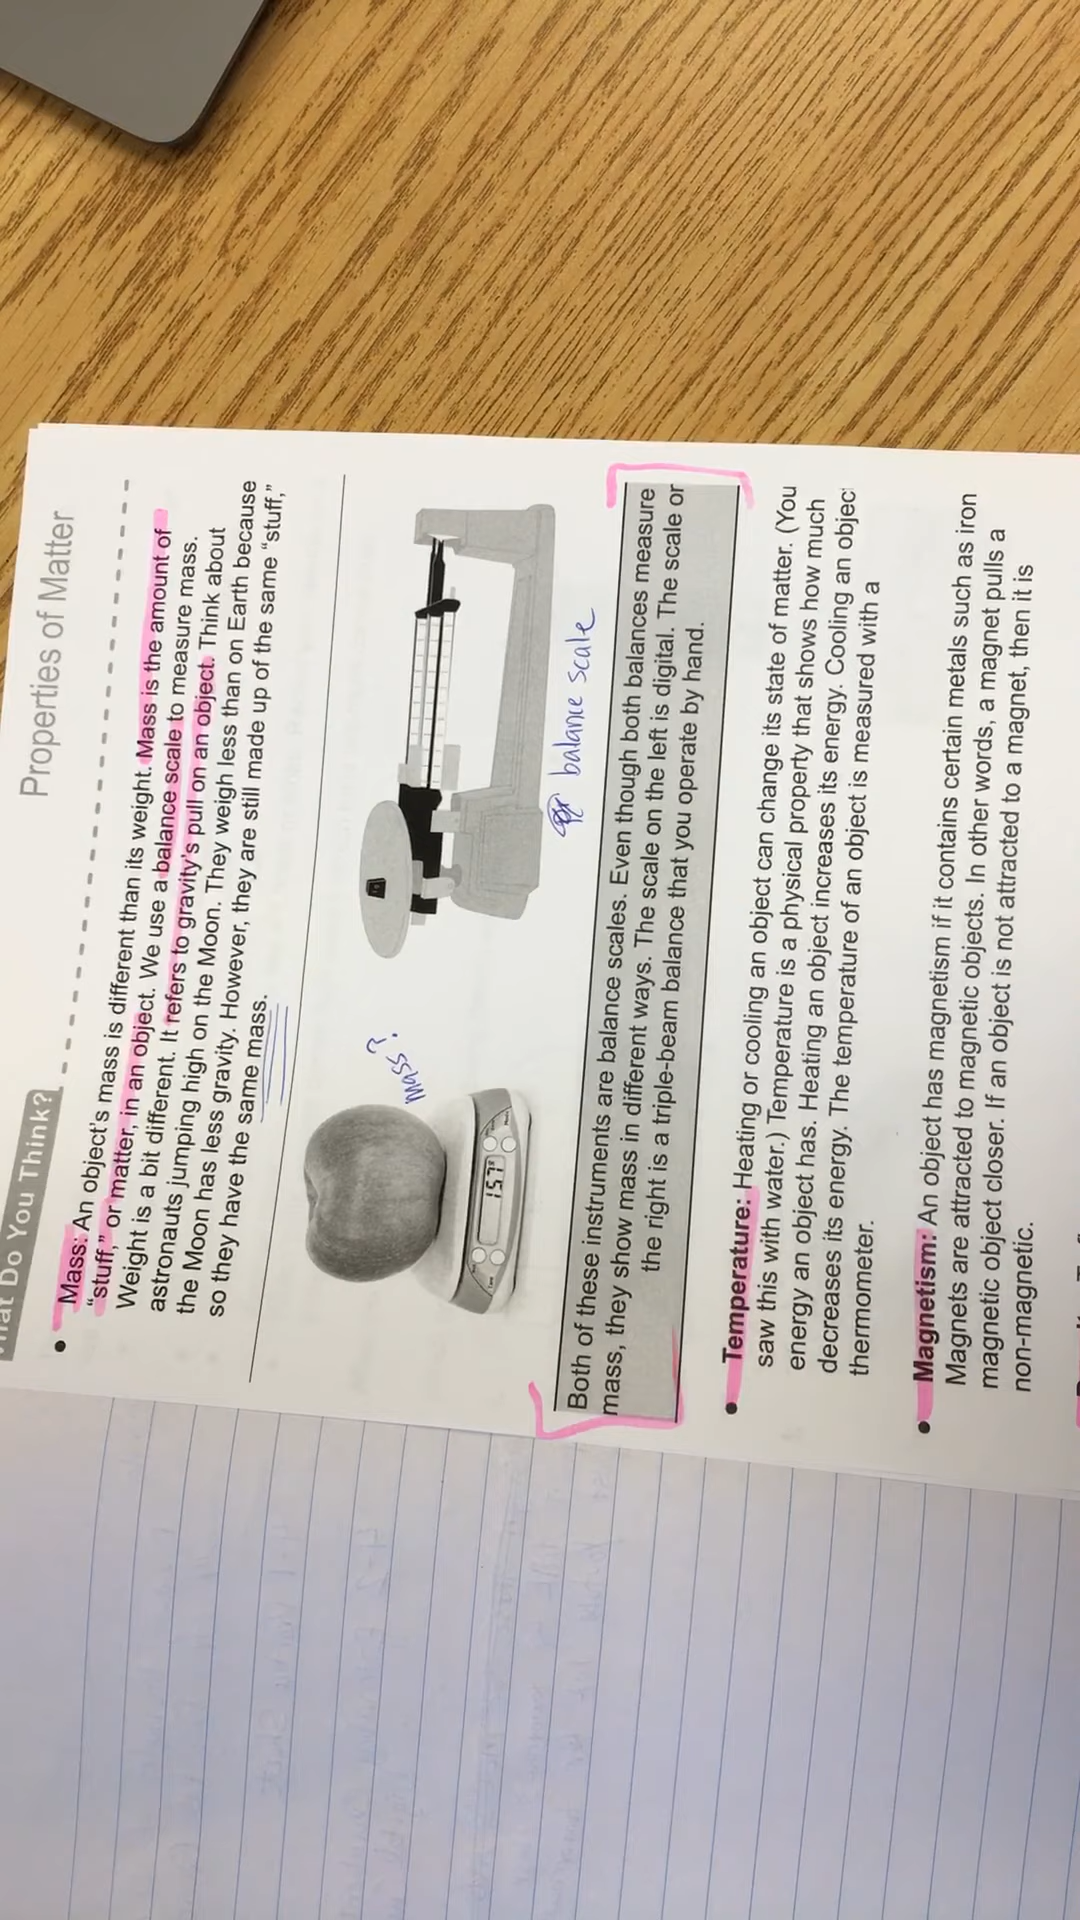 Properties of Matter
What Do You Think?
• Mass: An object's mass is different than its weight. Mass is the amount of
"stuff," or matter, in an object. We use a balance scale to measure mass.
Weight is a bit different. It refers to gravity's pull on an object. Think about
astronauts jumping high on the Moon. They weigh less than on Earth because
the Moon has less gravity. However, they are still made up of the same "stuff,"
so they have the same mass.
mass?
157g
balance scale
Both of these instruments are balance scales. Even though both balances measure
mass, they show mass in different ways. The scale on the left is digital. The scale or
the right is a triple-beam balance that you operate by hand.
• Temperature: Heating or cooling an object can change its state of matter. (You
saw this with water.) Temperature is a physical property that shows how much
energy an object has. Heating an object increases its energy. Cooling an objec
decreases its energy. The temperature of an object is measured with a
thermometer.
• Magnetism: An object has magnetism if it contains certain metals such as iron
Magnets are attracted to magnetic objects. In other words, a magnet pulls a
magnetic object closer. If an object is not attracted to a magnet, then it is
non-magnetic.